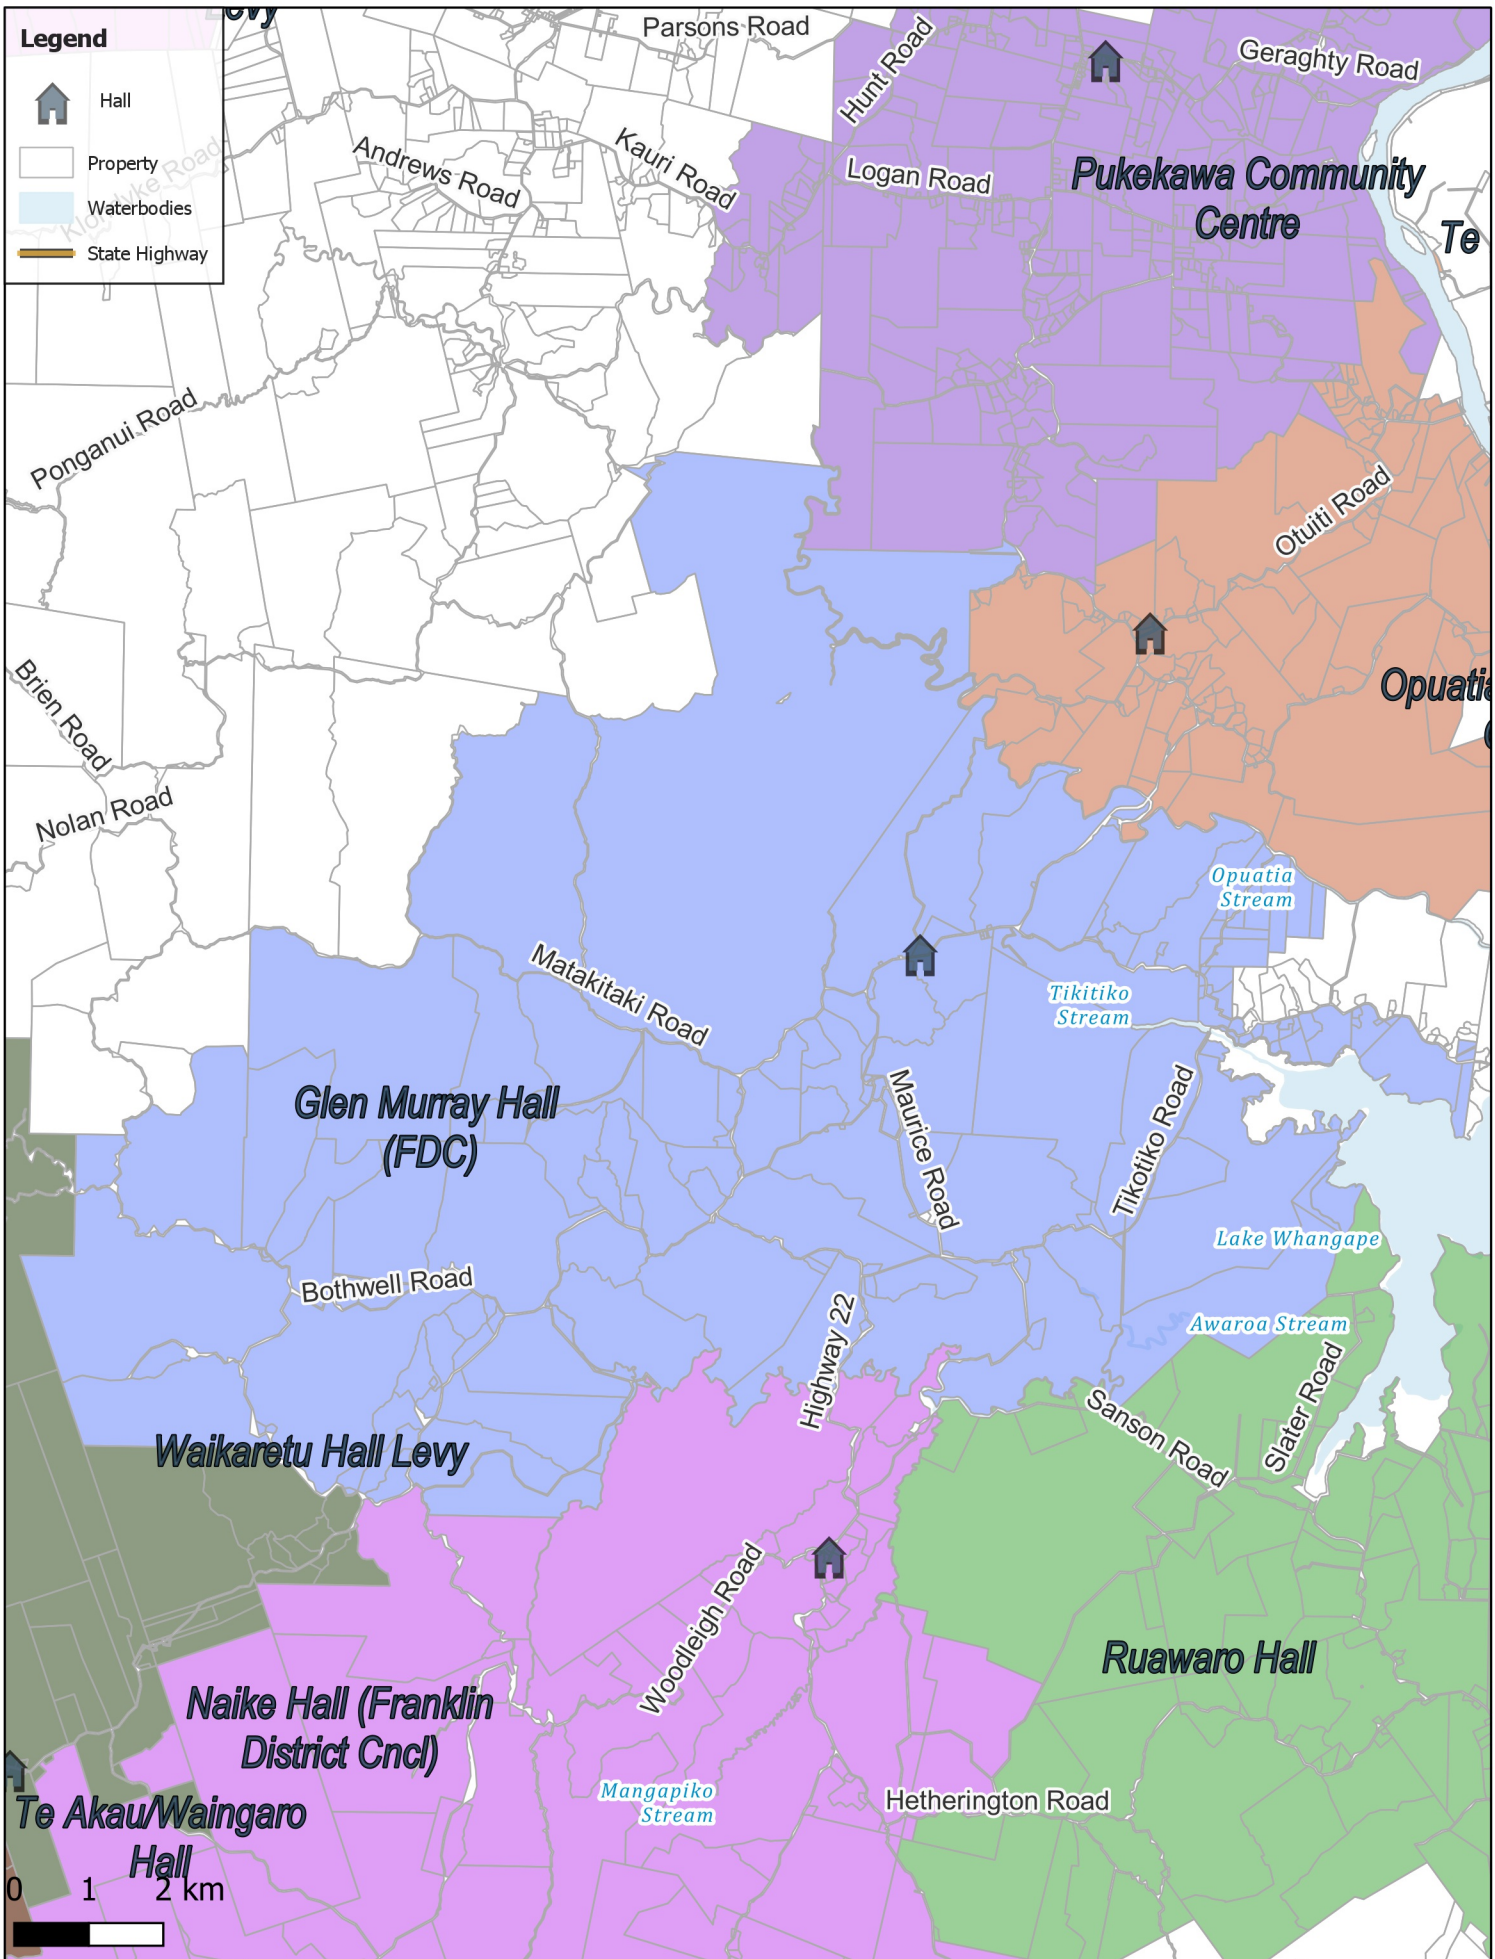 Levy
Legend
Hall
Property
Waterbodies
State Highway
Klondyke Road
Parsons Road
Hunt Road
Geraghty Road
Andrews Road
Kauri Road
Logan Road
Pukekawa Community
Centre
Te
Ponganui Road
Otuiti Road
Brien Road
Opuatia
Nolan Road
Opuatia
Stream
Matakitaki Road
Tikitiko
Stream
Glen Murray Hall
(FDC)
Maurice Road
Tikotiko Road
Lake Whangape
Bothwell Road
Highway 22
Awaroa Stream
Slater Road
Sanson Road
Waikaretu Hall Levy
Woodleigh Road
Ruawaro Hall
Naike Hall (Franklin
District Cncl)
Mangapiko
Stream
Hetherington Road
Te Akau/Waingaro
Hall
0 1 2 km